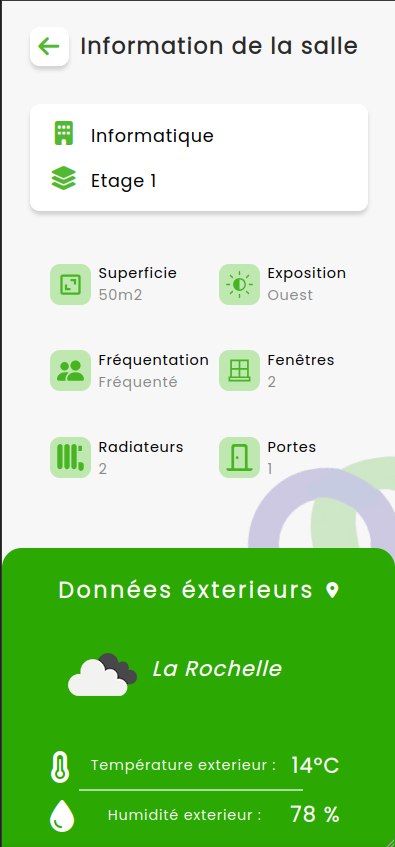 Information de la salle
Informatique
Etage 1
Superficie
50m2
Exposition
Ouest
Fréquentation
Fréquenté
Fenêtres
2
Radiateurs
2
Portes
1
Données éxterieurs
La Rochelle
Température exterieur : 14°C
Humidité exterieur : 78 %